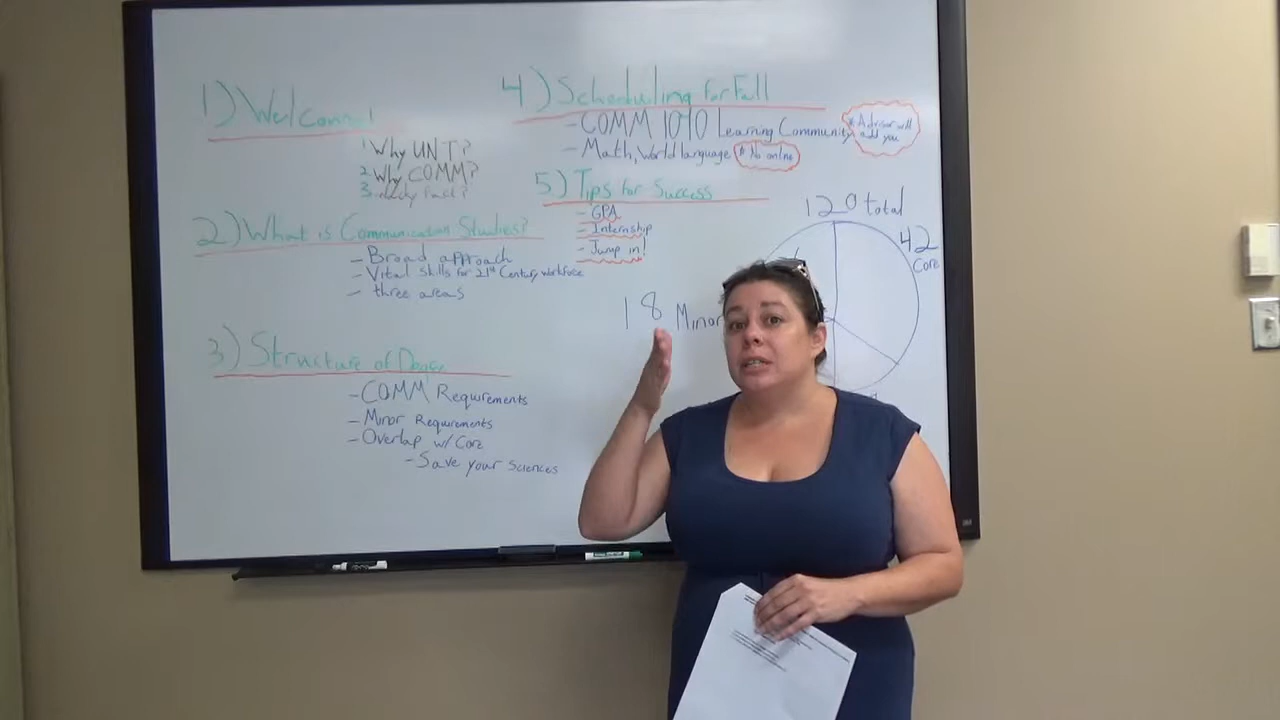 1) Welcome!
1. Why UNT?
2. Why COMM?
3.
2) What is Communication Studies?
- Broad approach
- Vital skills for 21st Century workforce
- three areas
3) Structure of Degree
- COMM Requirements
- Minor Requirements
- Overlap w/Core
- Save your sciences
4) Scheduling for Fall
- COMM 1010 Learning Community
* Advisor will add you
- Math, World language * No online
5) Tips for Success
- GPA
- Internship
- Jump in!
120 total
42
Core
18 Minor